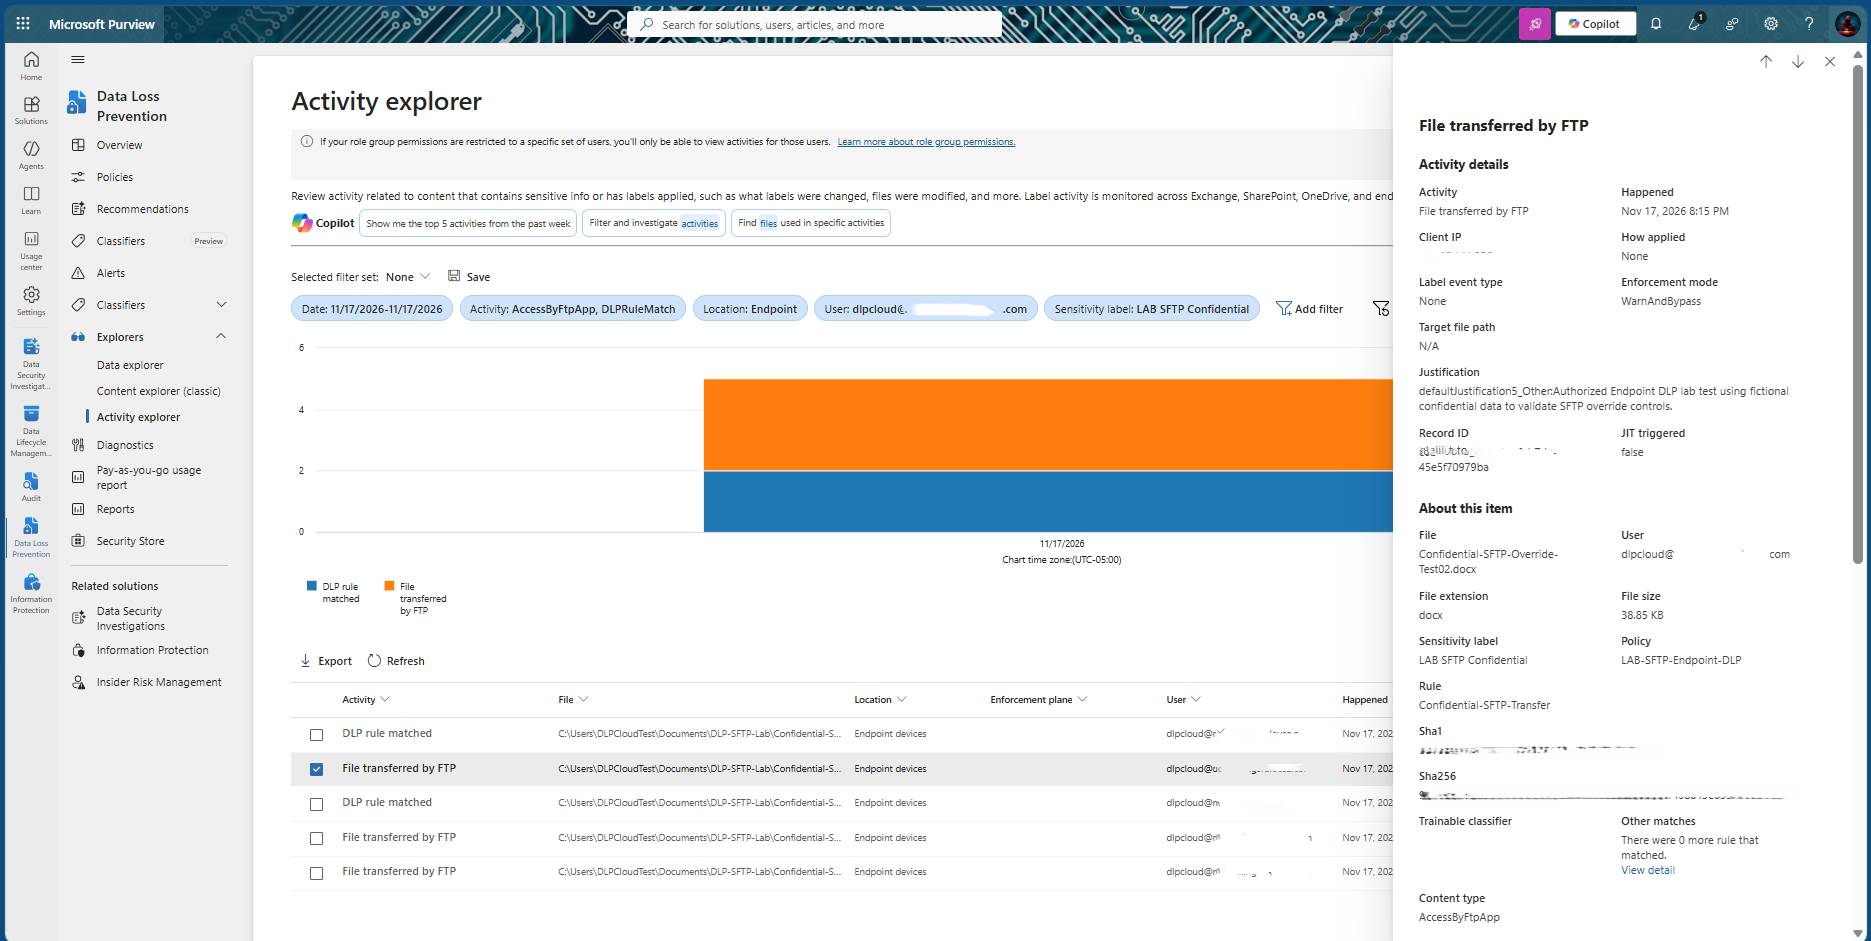 Microsoft Purview
Search for solutions, users, articles, and more
Copilot
1
Home
Solutions
Agents
Learn
Usage
center
Settings
Data
Security
Investigat...
Data
Lifecycle
Managem...
Audit
Data Loss
Prevention
Information
Protection
Data Loss
Prevention
Overview
Policies
Recommendations
Classifiers Preview
Alerts
Classifiers
Explorers
Data explorer
Content explorer (classic)
Activity explorer
Diagnostics
Pay-as-you-go usage
report
Reports
Security Store
Related solutions
Data Security
Investigations
Information Protection
Insider Risk Management
Activity explorer
If your role group permissions are restricted to a specific set of users, you'll only be able to view activities for those users. Learn more about role group permissions.
Review activity related to content that contains sensitive info or has labels applied, such as what labels were changed, files were modified, and more. Label activity is monitored across Exchange, SharePoint, OneDrive, and end
Copilot Show me the top 5 activities from the past week Filter and investigate activities Find files used in specific activities
Selected filter set: None Save
Date: 11/17/2026-11/17/2026 Activity: AccessByFtpApp, DLPRuleMatch Location: Endpoint User: dlpcloud@ .com Sensitivity label: LAB SFTP Confidential Add filter
6
4
2
0
11/17/2026
Chart time zone:(UTC-05:00)
DLP rule
matched
File
transferred
by FTP
Export Refresh
Activity File Location Enforcement plane User Happened
DLP rule matched C:\Users\DLPCloudTest\Documents\DLP-SFTP-Lab\Confidential-S... Endpoint devices dlpcloud@ Nov 17, 202
File transferred by FTP C:\Users\DLPCloudTest\Documents\DLP-SFTP-Lab\Confidential-S... Endpoint devices dlpcloud@ Nov 17, 202
DLP rule matched C:\Users\DLPCloudTest\Documents\DLP-SFTP-Lab\Confidential-S... Endpoint devices dlpcloud@ Nov 17, 202
File transferred by FTP C:\Users\DLPCloudTest\Documents\DLP-SFTP-Lab\Confidential-S... Endpoint devices dlpcloud@ Nov 17, 202
File transferred by FTP C:\Users\DLPCloudTest\Documents\DLP-SFTP-Lab\Confidential-S... Endpoint devices dlpcloud@ Nov 17, 202
File transferred by FTP
Activity details
Activity Happened
File transferred by FTP Nov 17, 2026 8:15 PM
Client IP How applied
None
Label event type Enforcement mode
None WarnAndBypass
Target file path
N/A
Justification
defaultJustification5_Other:Authorized Endpoint DLP lab test using fictional
confidential data to validate SFTP override controls.
Record ID JIT triggered
false
45e5f70979ba
About this item
File User
Confidential-SFTP-Override- dlpcloud@ com
Test02.docx
File extension File size
docx 38.85 KB
Sensitivity label Policy
LAB SFTP Confidential LAB-SFTP-Endpoint-DLP
Rule
Confidential-SFTP-Transfer
Sha1
Sha256
Trainable classifier Other matches
There were 0 more rule that
matched.
View detail
Content type
AccessByFtpApp